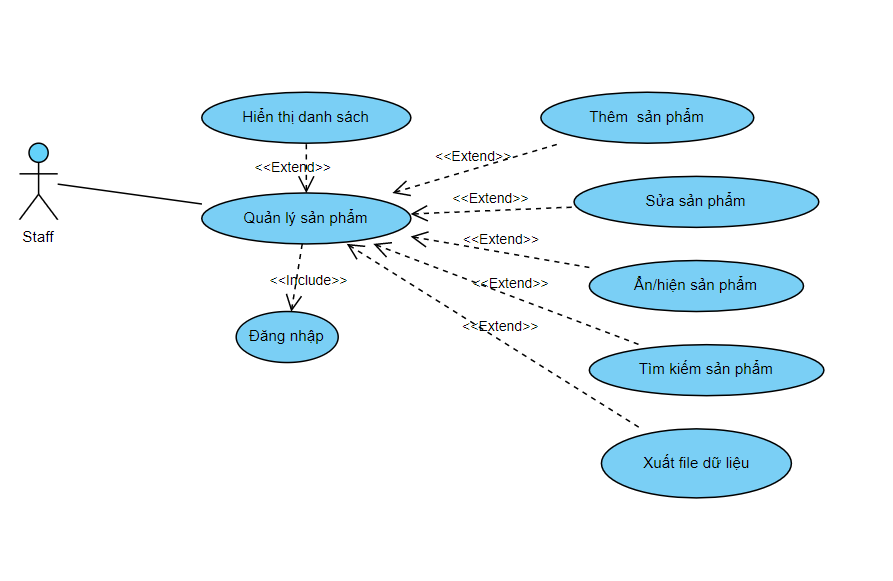 Hiển thị danh sách
Thêm sản phẩm
<<Extend>>
<<Extend>>
Sửa sản phẩm
<<Extend>>
Staff
Quản lý sản phẩm
<<Extend>>
Ẩn/hiện sản phẩm
<<Include>>
<<Extend>>
Đăng nhập
<<Extend>>
Tìm kiếm sản phẩm
Xuất file dữ liệu